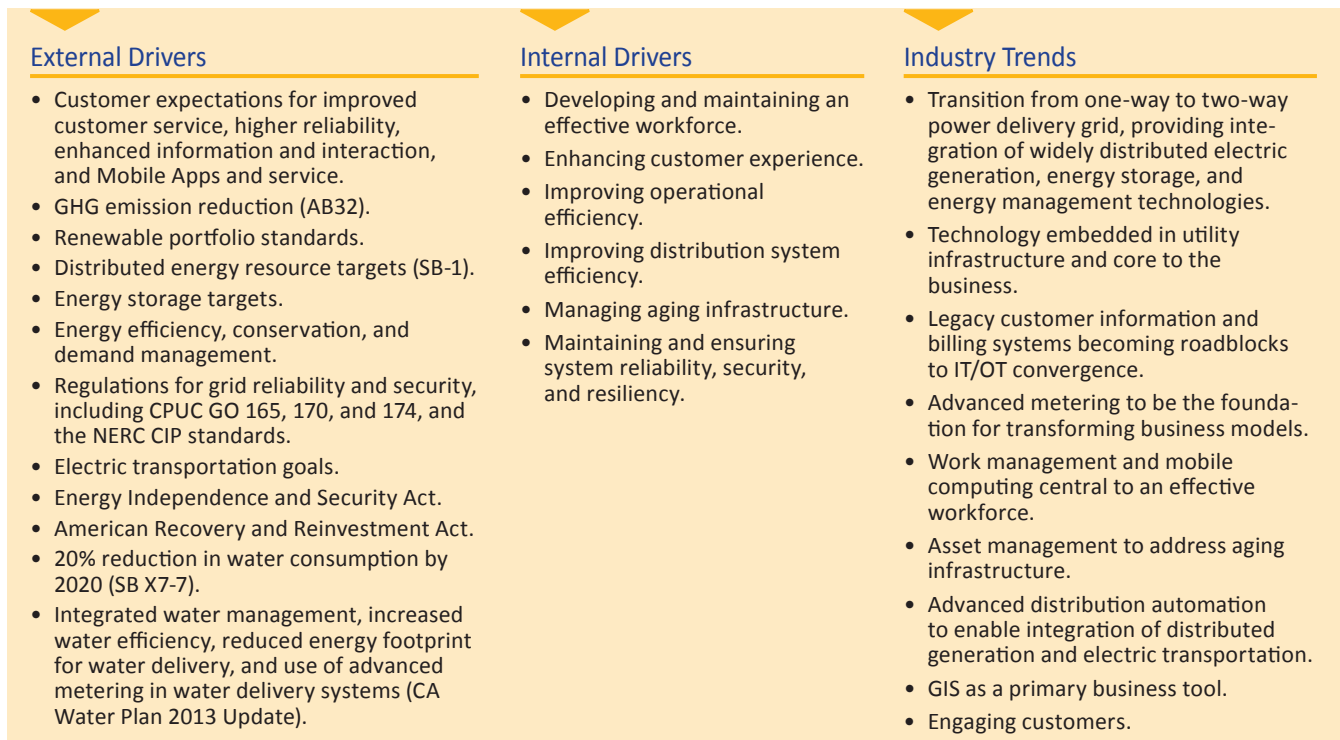 External Drivers
• Customer expectations for improved
customer service, higher reliability,
enhanced information and interaction,
and Mobile Apps and service.
• GHG emission reduction (AB32).
• Renewable portfolio standards.
• Distributed energy resource targets (SB-1).
• Energy storage targets.
• Energy efficiency, conservation, and
demand management.
• Regulations for grid reliability and security,
including CPUC GO 165, 170, and 174, and
the NERC CIP standards.
• Electric transportation goals.
• Energy Independence and Security Act.
• American Recovery and Reinvestment Act.
• 20% reduction in water consumption by
2020 (SB X7-7).
• Integrated water management, increased
water efficiency, reduced energy footprint
for water delivery, and use of advanced
metering in water delivery systems (CA
Water Plan 2013 Update).
Internal Drivers
• Developing and maintaining an
effective workforce.
• Enhancing customer experience.
• Improving operational
efficiency.
• Improving distribution system
efficiency.
• Managing aging infrastructure.
• Maintaining and ensuring
system reliability, security,
and resiliency.
Industry Trends
• Transition from one-way to two-way
power delivery grid, providing inte-
gration of widely distributed electric
generation, energy storage, and
energy management technologies.
• Technology embedded in utility
infrastructure and core to the
business.
• Legacy customer information and
billing systems becoming roadblocks
to IT/OT convergence.
• Advanced metering to be the founda-
tion for transforming business models.
• Work management and mobile
computing central to an effective
workforce.
• Asset management to address aging
infrastructure.
• Advanced distribution automation
to enable integration of distributed
generation and electric transportation.
• GIS as a primary business tool.
• Engaging customers.